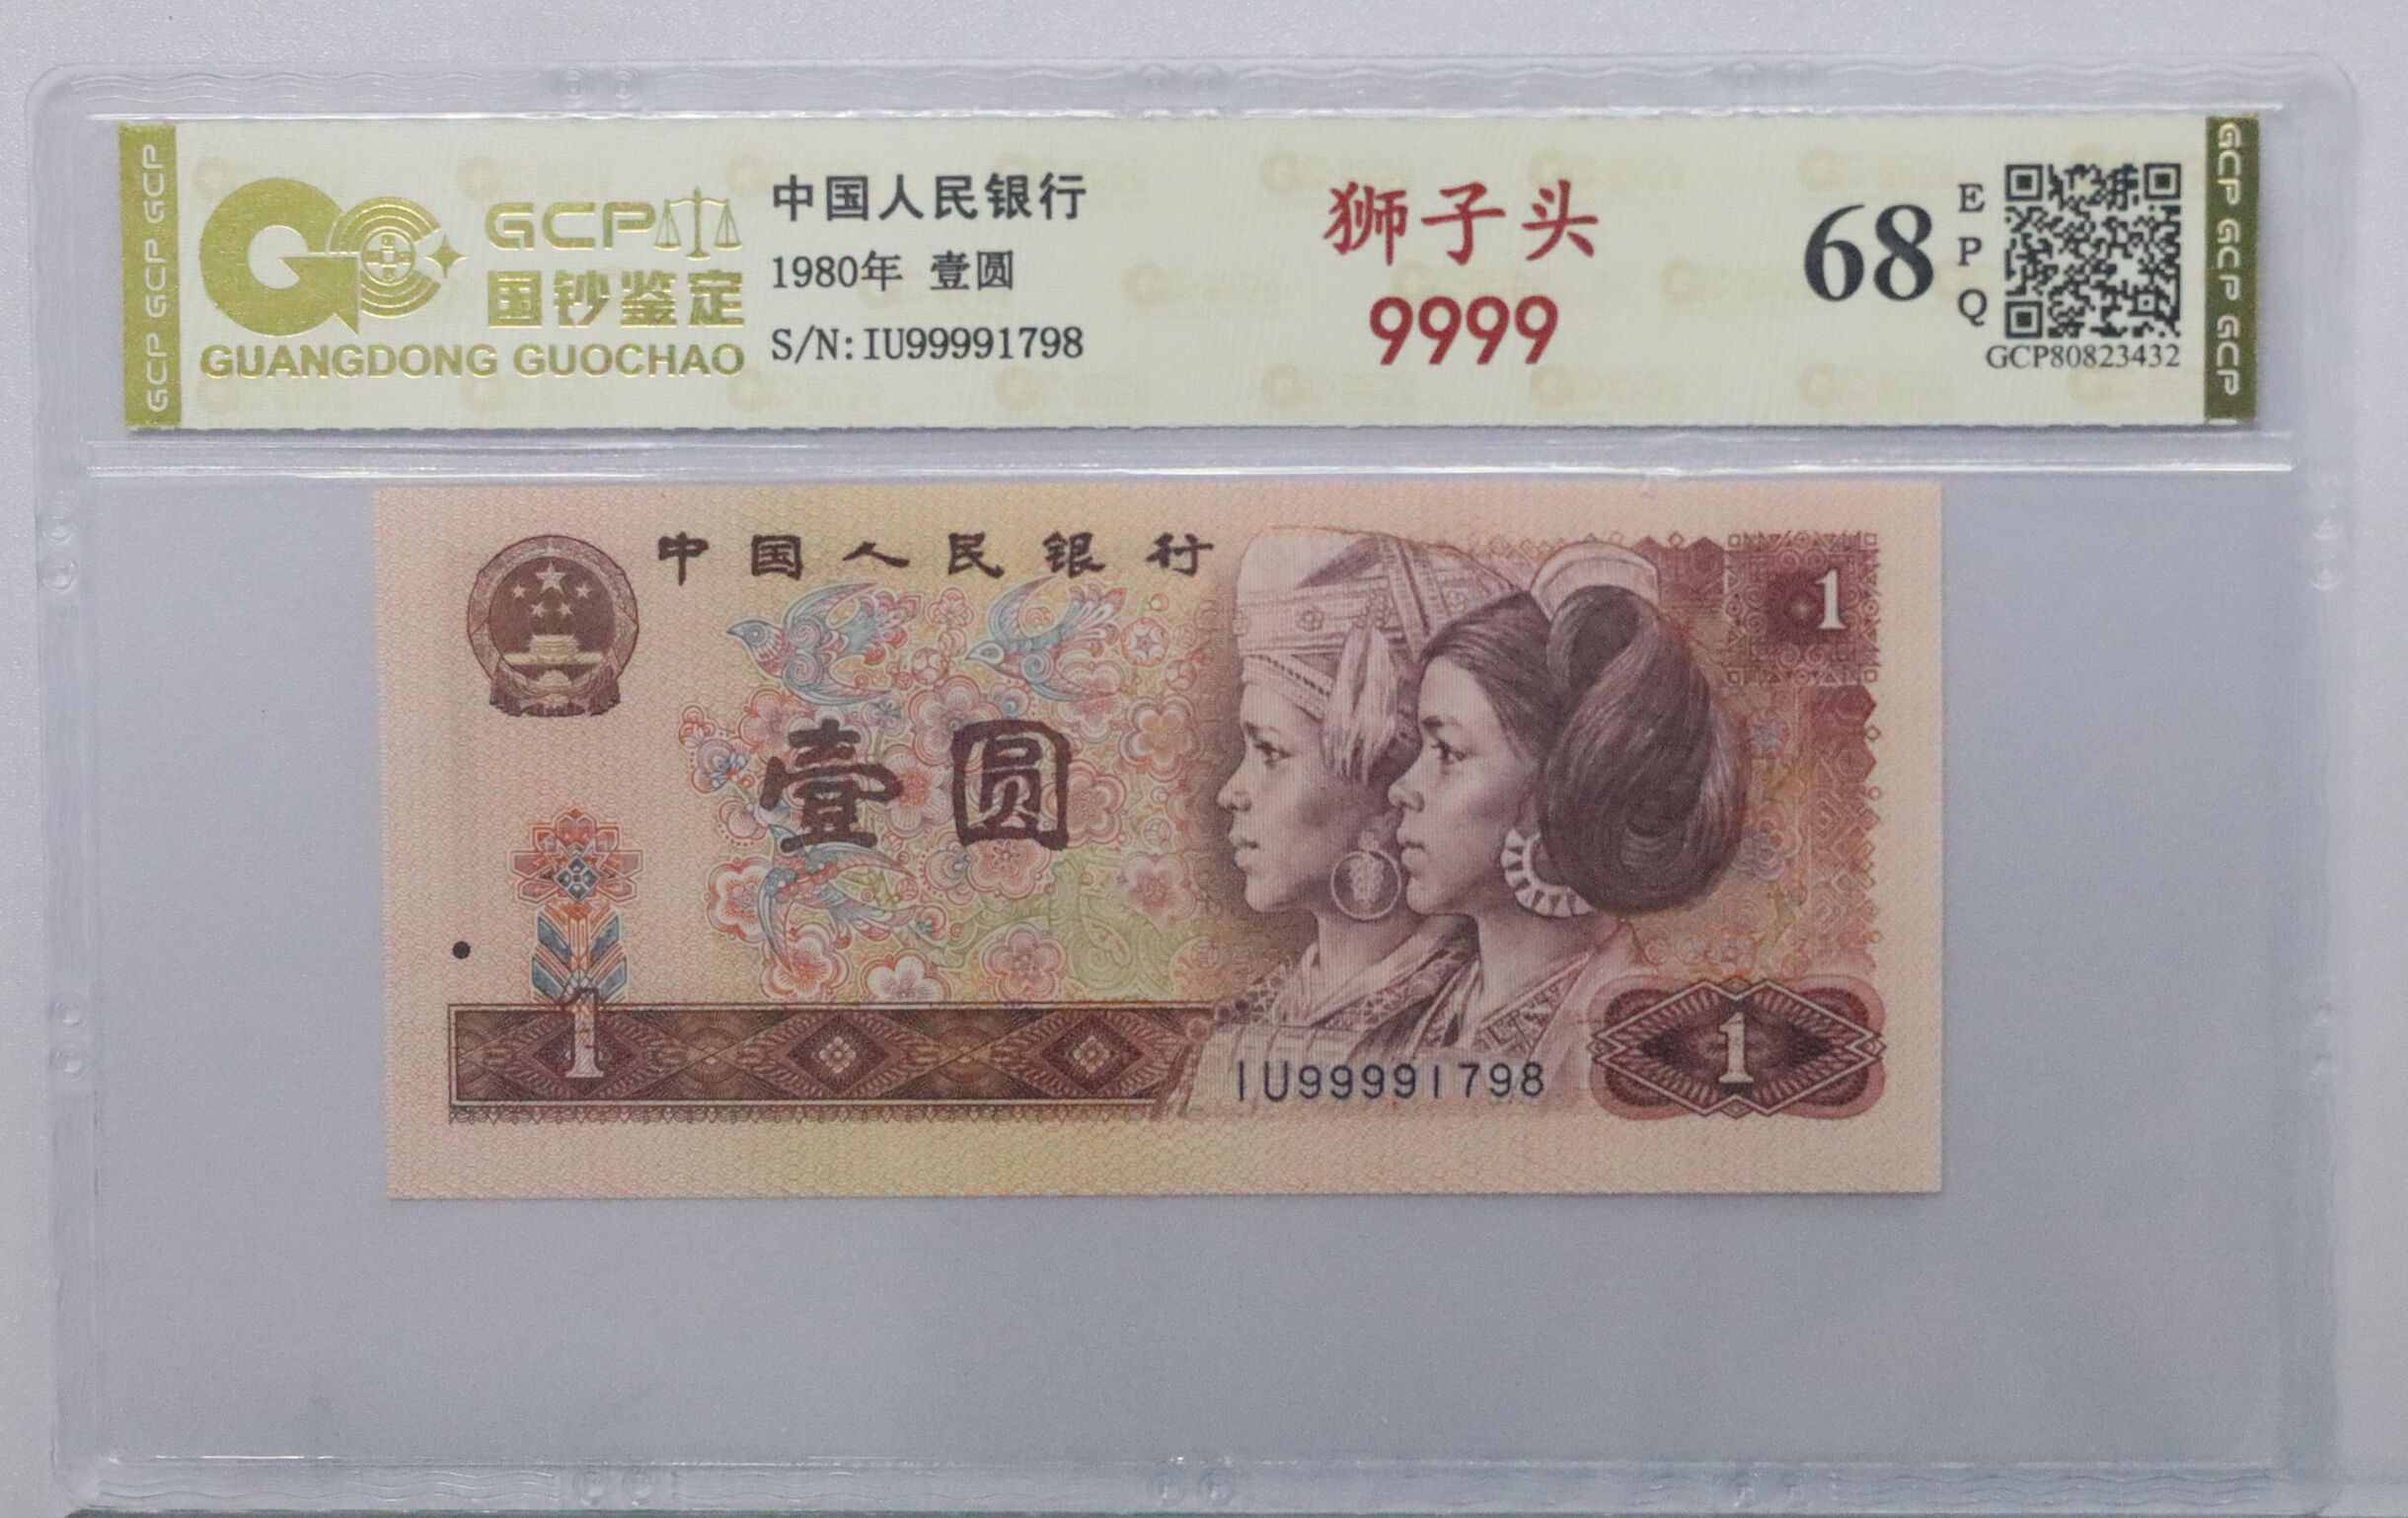 GCP GCP GCP
GCP
国钞鉴定
GUANGDONG GUOCHAO
中国人民银行
1980年 壹圆
S/N: IU99991798
狮子头
9999
68
EPQ
GCP80823432
GCP GCP GCP
中国人民银行
1
壹圆
1
IU99991798
1